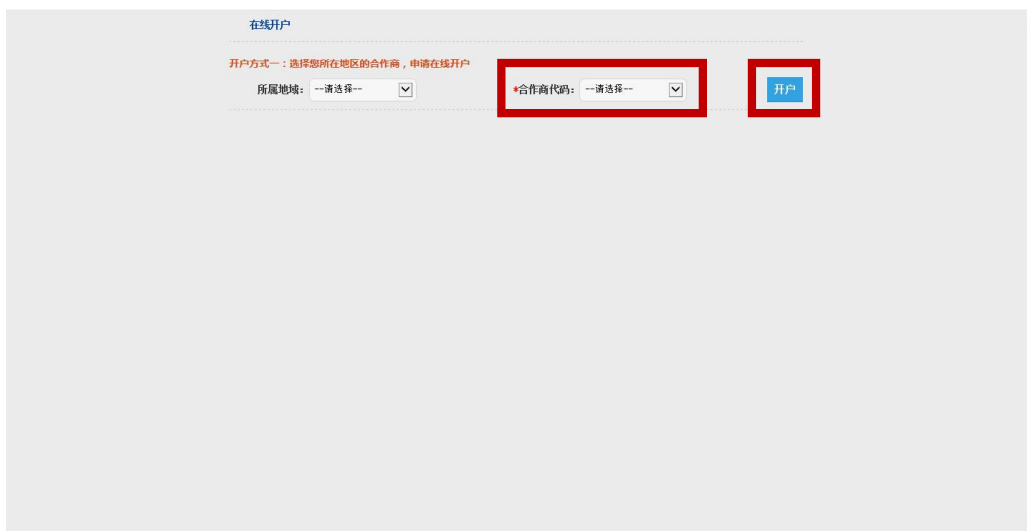 在线开户
开户方式一：选择您所在地区的合作商，申请在线开户
所属地域： --请选择-- *合作商代码： --请选择-- 开户